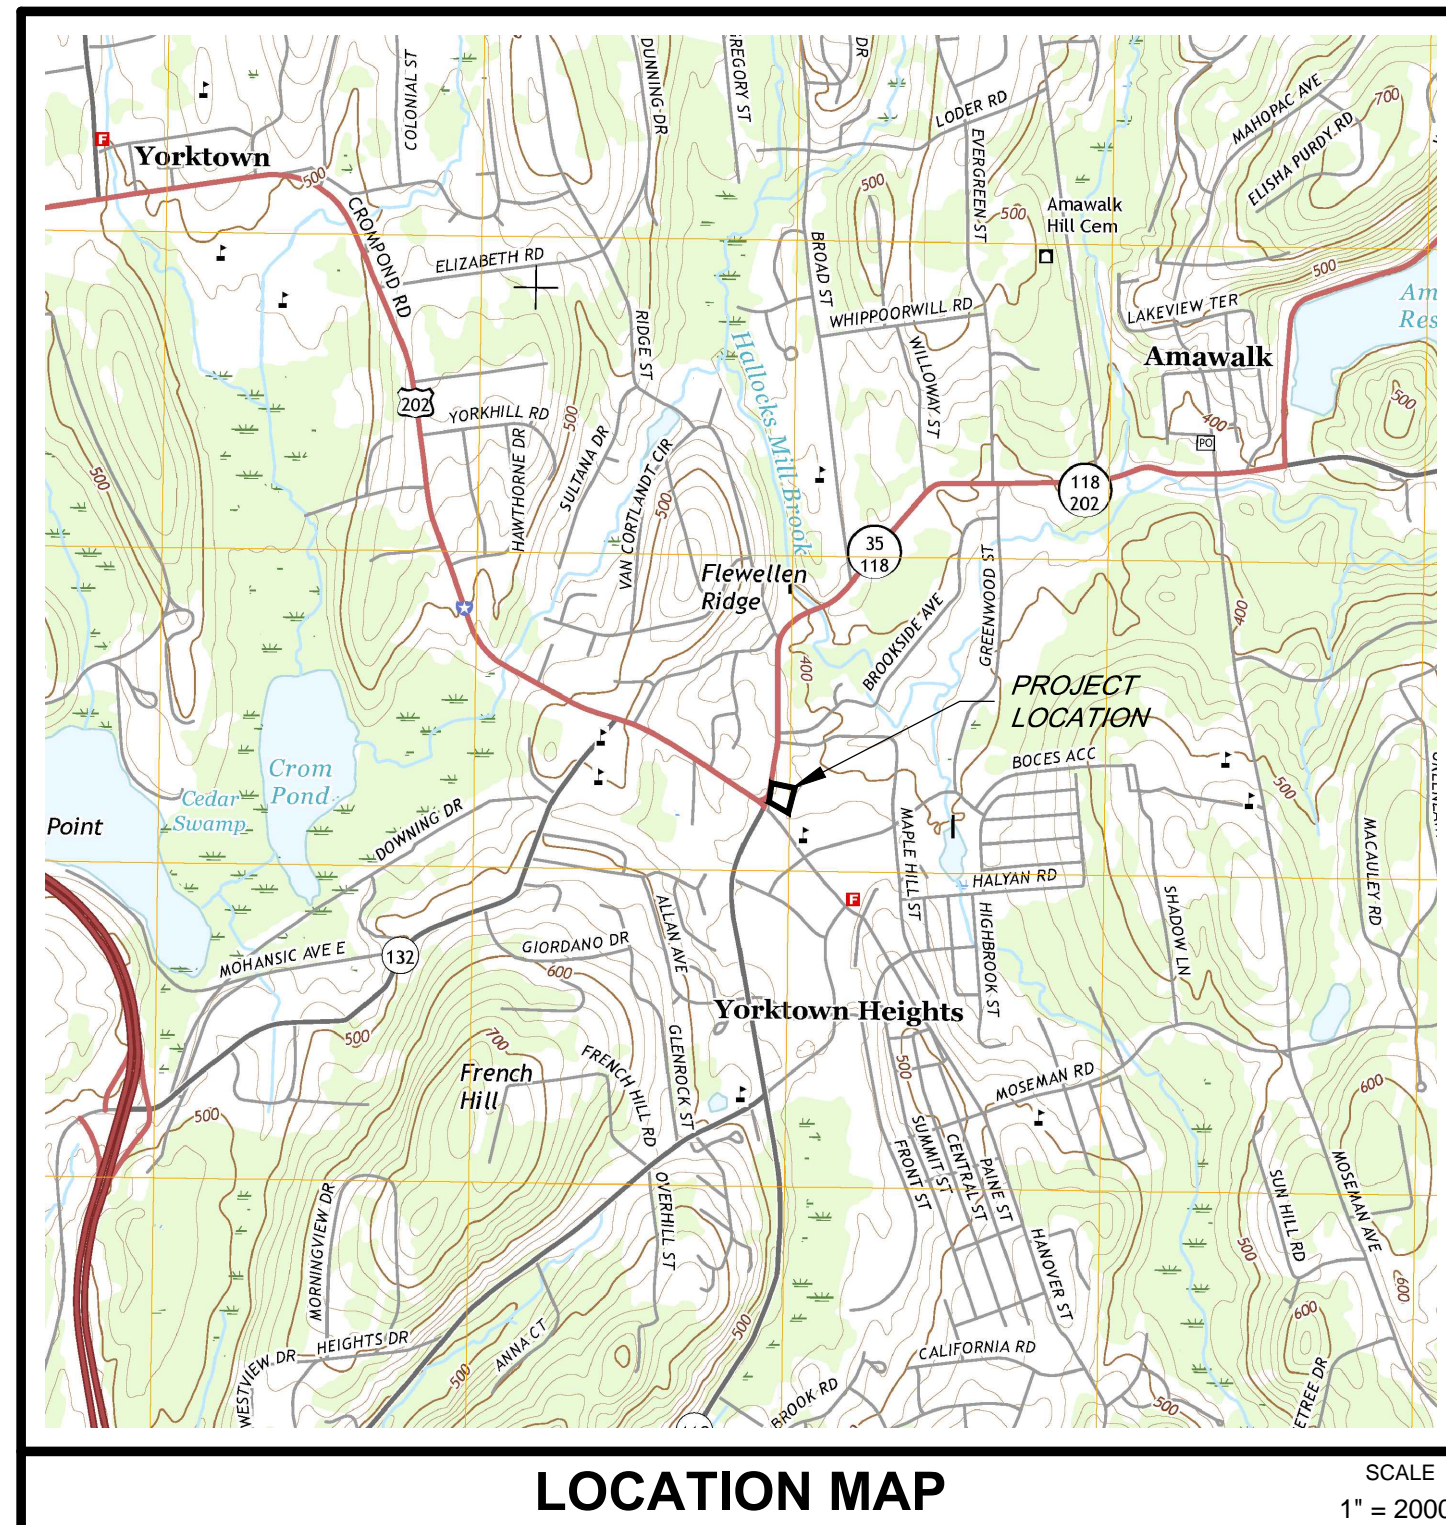 COLONIAL ST
DUNNING DR
REGORY ST
DR
LODER RD
MAHOPAC AVE
700
ELISHA PURDY RD
EVERGREEN ST
Yorktown
500
500
500
Amawalk
Hill Cem
CROMPOND RD
ELIZABETH RD
BROAD ST
500
LAKEVIEW TER
Am
Res
WHIPPOORWILL RD
RIDGE ST
Hallocks Mill Brook
WILLOWAY ST
Amawalk
202
YORKHILL RD
500
HAWTHORNE DR
SULTANA DR
VAN CORTLANDT CIR
500
500
400
PO
500
118
202
35
118
Flewellen
Ridge
GREENWOOD ST
BROOKSIDE AVE
400
400
PROJECT
LOCATION
BOCES ACC
Crom
Pond
Cedar
Swamp
Point
DOWNING DR
500
MAPLE HILL ST
MACAULEY RD
HALYAN RD
SHADOW LN
HIGHBROOK ST
F
F
ALLAN AVE
GIORDANO DR
MOHANSIC AVE E
132
600
Yorktown Heights
500
700
GLENROCK ST
French
Hill
FRENCH HILL RD
500
MOSEMAN RD
600
500
SUMMIT ST
FRONT ST
CENTRAL ST
PAINE ST
OVERHILL ST
MORNINGVIEW DR
SUN HILL RD
MOSEMAN AVE
HANOVER ST
500
600
600
HEIGHTS DR
WESTVIEW DR
ANNA CT
500
500
CALIFORNIA RD
BROOK RD
500
ETREE DR
LOCATION MAP
SCALE
1" = 2000